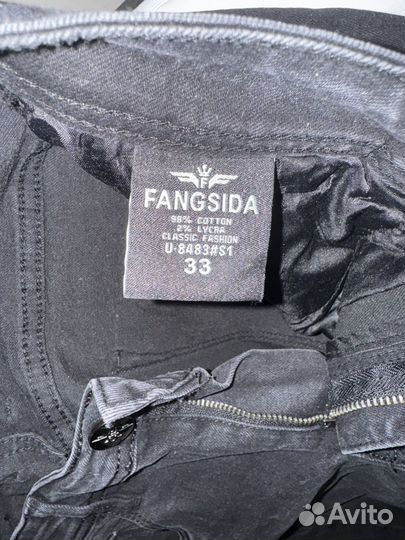 FANGSIDA
98% COTTON
2% LYCRA
CLASSIC FASHION
U-8483#S1
33
Avito